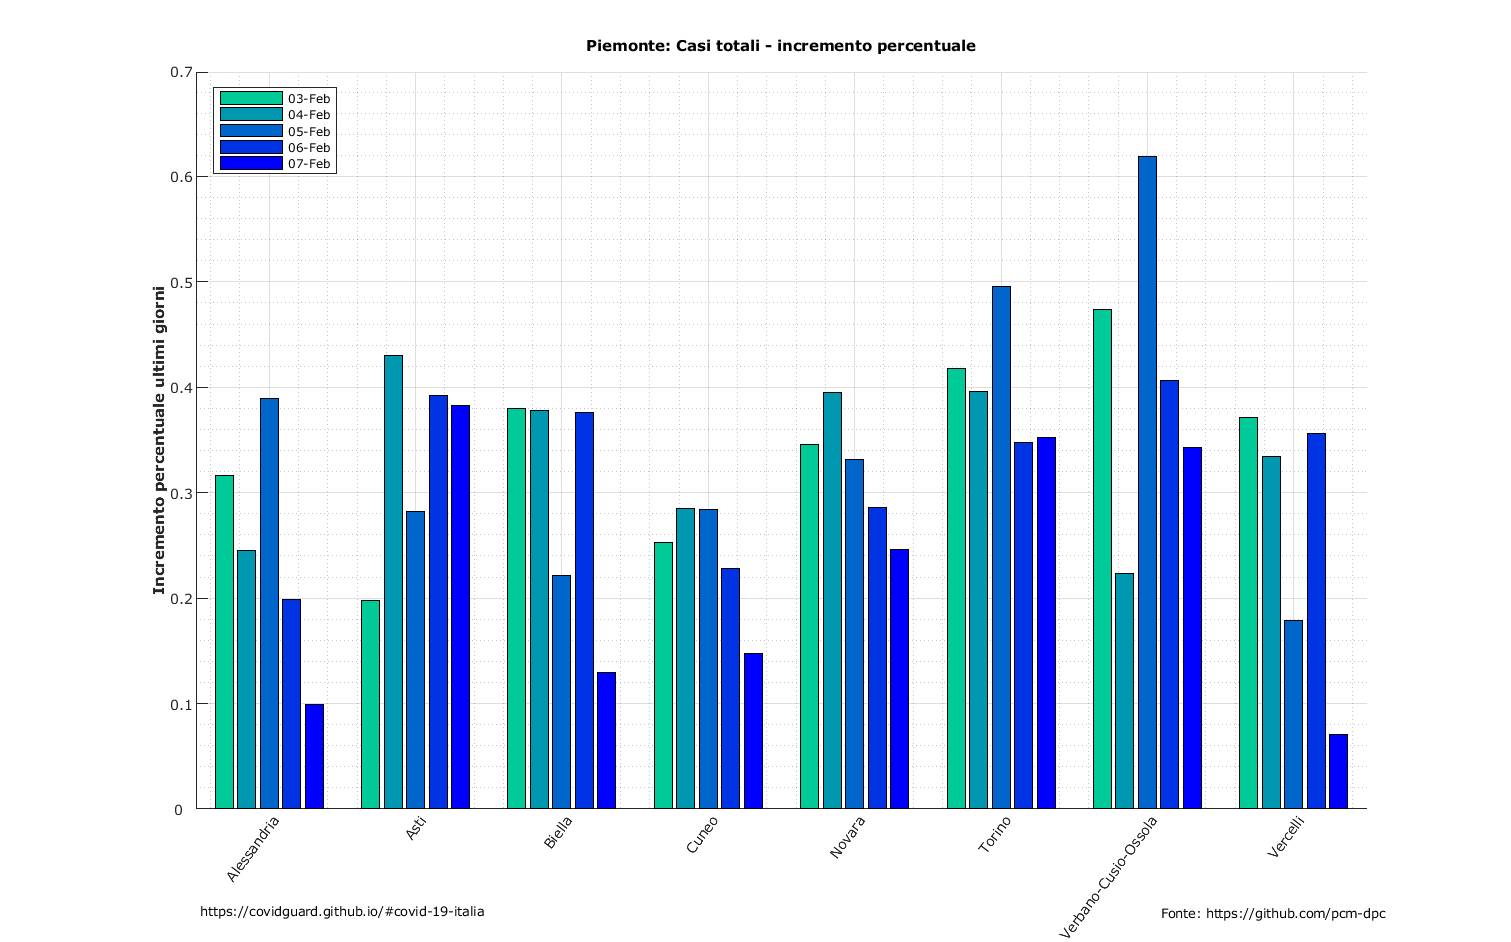 Piemonte: Casi totali - incremento percentuale
0.7
0.6
0.5
0.4
0.3
0.2
0.1
0
Incremento percentuale ultimi giorni
03-Feb
04-Feb
05-Feb
06-Feb
07-Feb
Alessandria
Asti
Biella
Cuneo
Novara
Torino
Verbano-Cusio-Ossola
Vercelli
https://covidguard.github.io/#covid-19-italia
Fonte: https://github.com/pcm-dpc